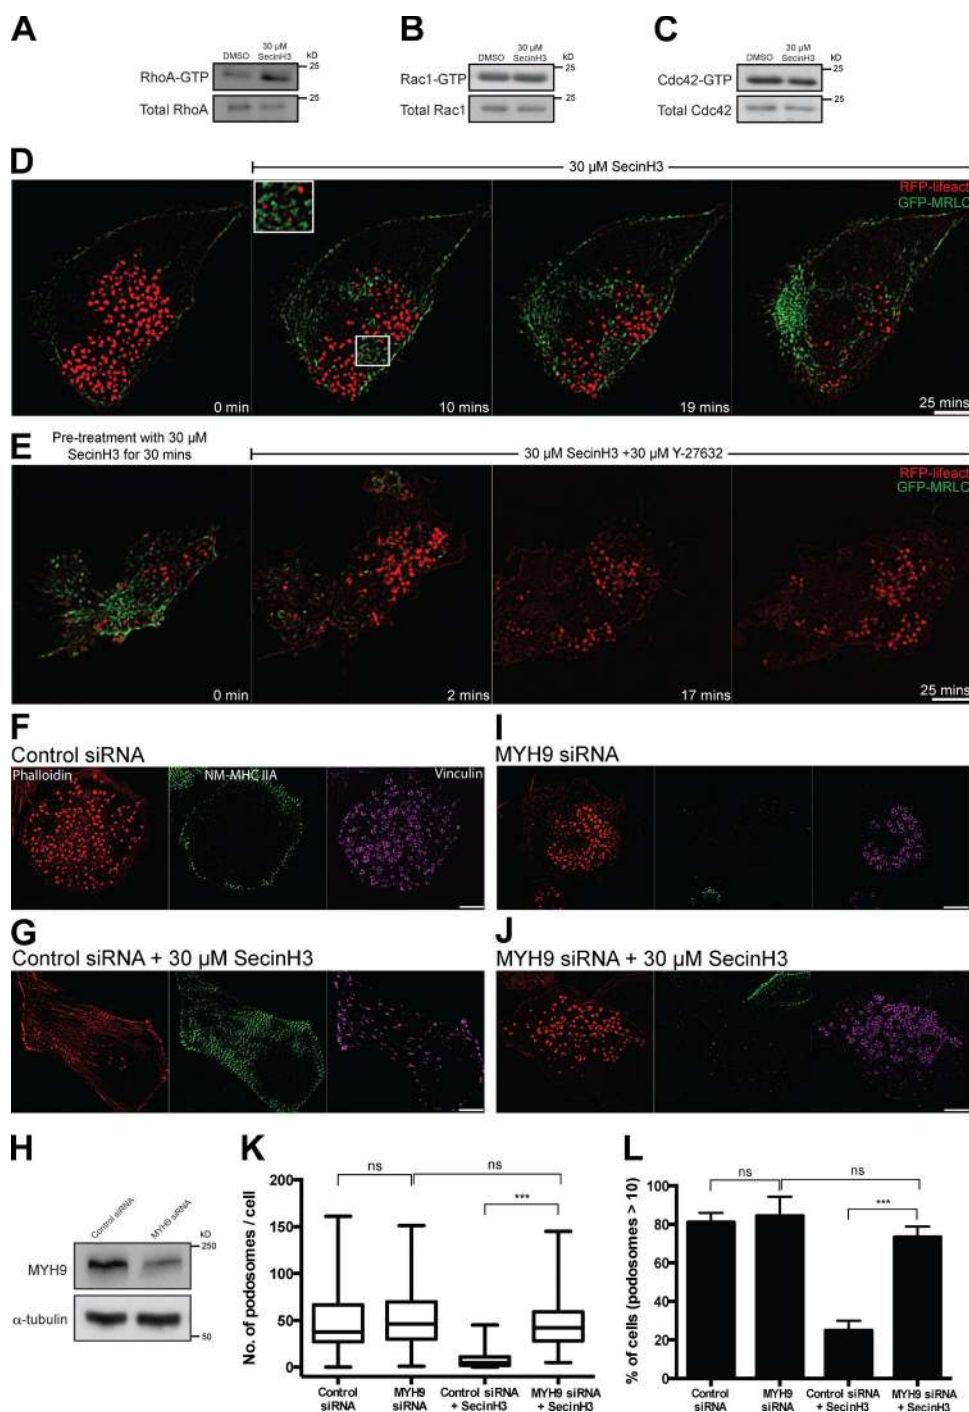 A
B
C
DMSO
30 µM
SecinH3
kD
RhoA-GTP
25
Total RhoA
25
DMSO
30 µM
SecinH3
kD
Rac1-GTP
25
Total Rac1
25
DMSO
30 µM
SecinH3
kD
Cdc42-GTP
25
Total Cdc42
25
D
30 µM SecinH3
RFP-lifeact
GFP-MRLC
0 min
10 mins
19 mins
25 mins
E
Pre-treatment with 30 µM
SecinH3 for 30 mins
30 µM SecinH3 +30 µM Y-27632
RFP-lifeact
GFP-MRLC
0 min
2 mins
17 mins
25 mins
F
Control siRNA
Phalloidin
NM-MHC IIA
Vinculin
I
MYH9 siRNA
G
Control siRNA + 30 µM SecinH3
J
MYH9 siRNA + 30 µM SecinH3
H
Control siRNA
MYH9 siRNA
kD
250
MYH9
α-tubulin
50
K
No. of podosomes / cell
200
150
100
50
0
ns
ns
***
Control
siRNA
MYH9
siRNA
Control siRNA
+ SecinH3
MYH9 siRNA
+ SecinH3
L
% of cells (podosomes > 10)
100
80
60
40
20
0
ns
ns
***
Control
siRNA
MYH9
siRNA
Control siRNA
+ SecinH3
MYH9 siRNA
+ SecinH3